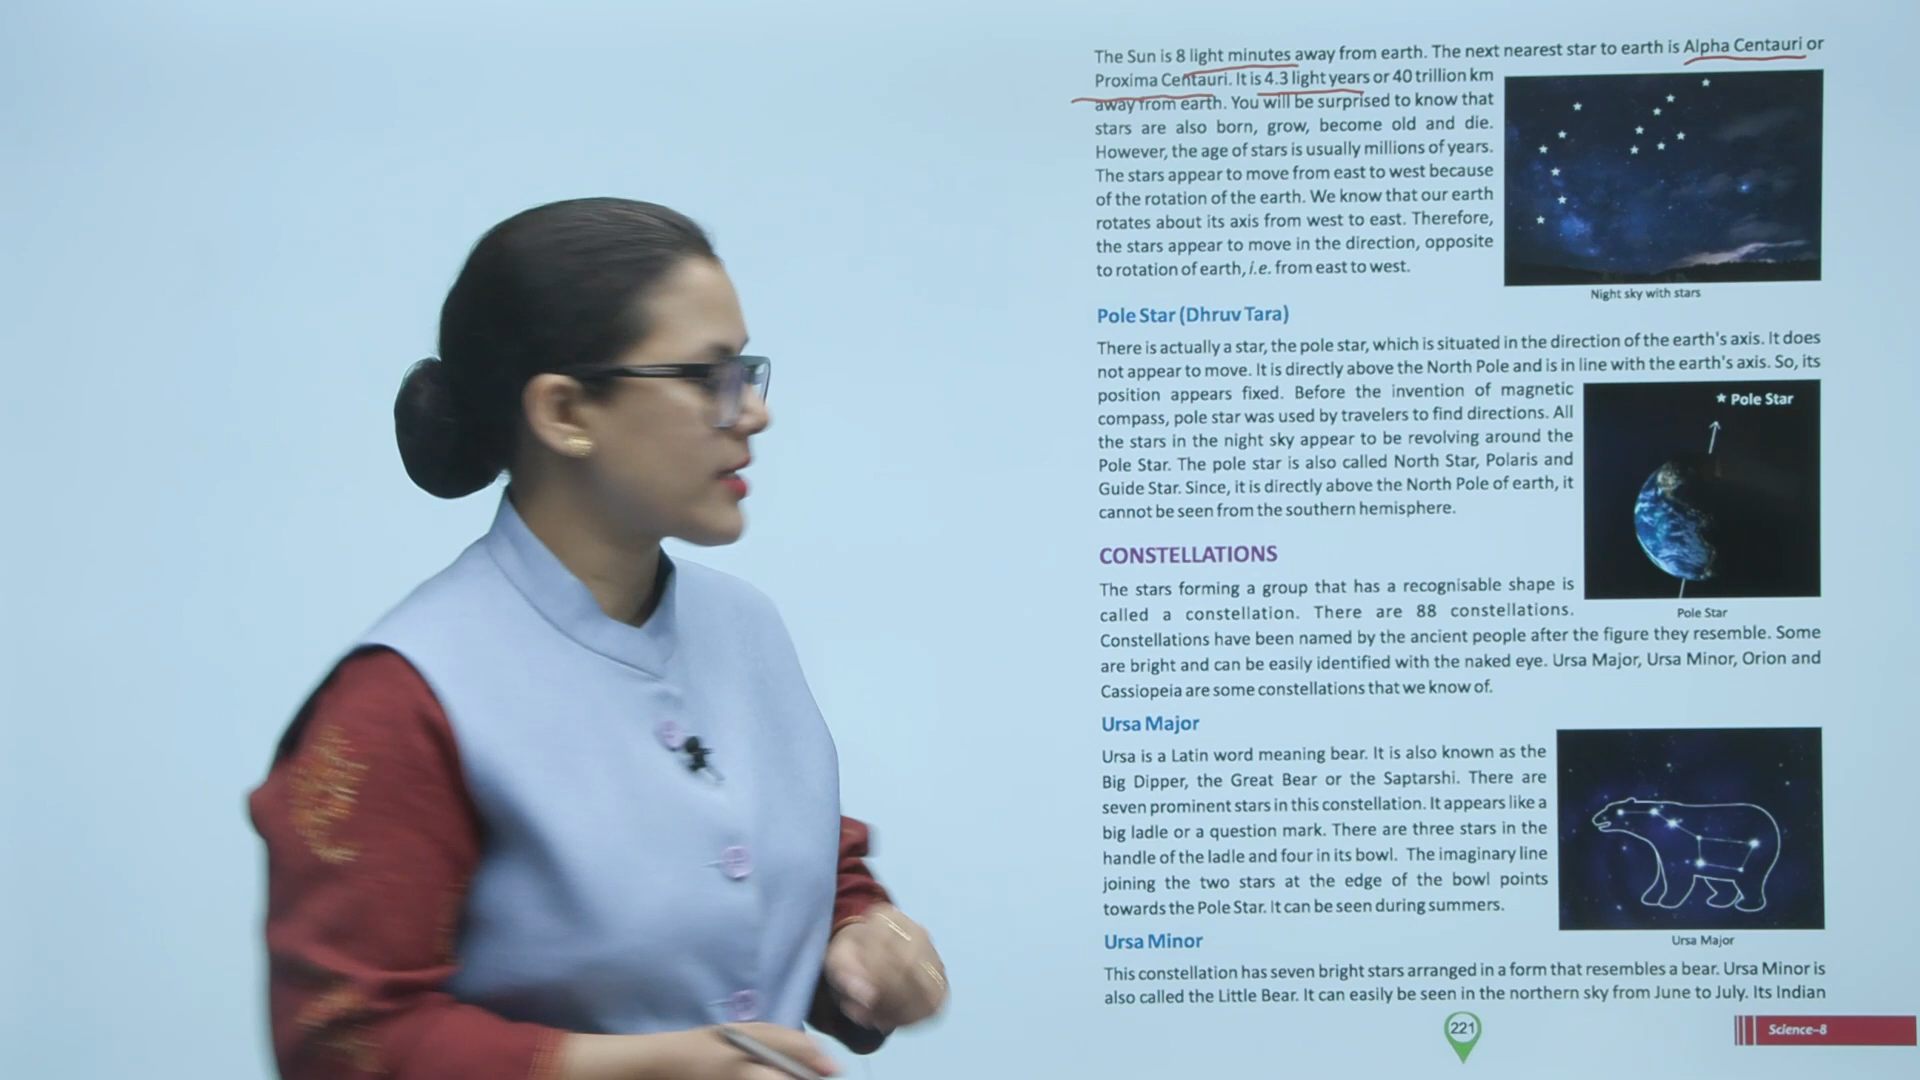 The Sun is 8 light minutes away from earth. The next nearest star to earth is Alpha Centauri or
Proxima Centauri. It is 4.3 light years or 40 trillion km
away from earth. You will be surprised to know that
stars are also born, grow, become old and die.
However, the age of stars is usually millions of years.
The stars appear to move from east to west because
of the rotation of the earth. We know that our earth
rotates about its axis from west to east. Therefore,
the stars appear to move in the direction, opposite
to rotation of earth, i.e. from east to west.
Night sky with stars
Pole Star (Dhruv Tara)
There is actually a star, the pole star, which is situated in the direction of the earth's axis. It does
not appear to move. It is directly above the North Pole and is in line with the earth's axis. So, its
position appears fixed. Before the invention of magnetic
compass, pole star was used by travelers to find directions. All
the stars in the night sky appear to be revolving around the
Pole Star. The pole star is also called North Star, Polaris and
Guide Star. Since, it is directly above the North Pole of earth, it
cannot be seen from the southern hemisphere.
Pole Star
Pole Star
CONSTELLATIONS
The stars forming a group that has a recognisable shape is
called a constellation. There are 88 constellations.
Constellations have been named by the ancient people after the figure they resemble. Some
are bright and can be easily identified with the naked eye. Ursa Major, Ursa Minor, Orion and
Cassiopeia are some constellations that we know of.
Ursa Major
Ursa is a Latin word meaning bear. It is also known as the
Big Dipper, the Great Bear or the Saptarshi. There are
seven prominent stars in this constellation. It appears like a
big ladle or a question mark. There are three stars in the
handle of the ladle and four in its bowl. The imaginary line
joining the two stars at the edge of the bowl points
towards the Pole Star. It can be seen during summers.
Ursa Major
Ursa Minor
This constellation has seven bright stars arranged in a form that resembles a bear. Ursa Minor is
also called the Little Bear. It can easily be seen in the northern sky from June to July. Its Indian
221
Science–8